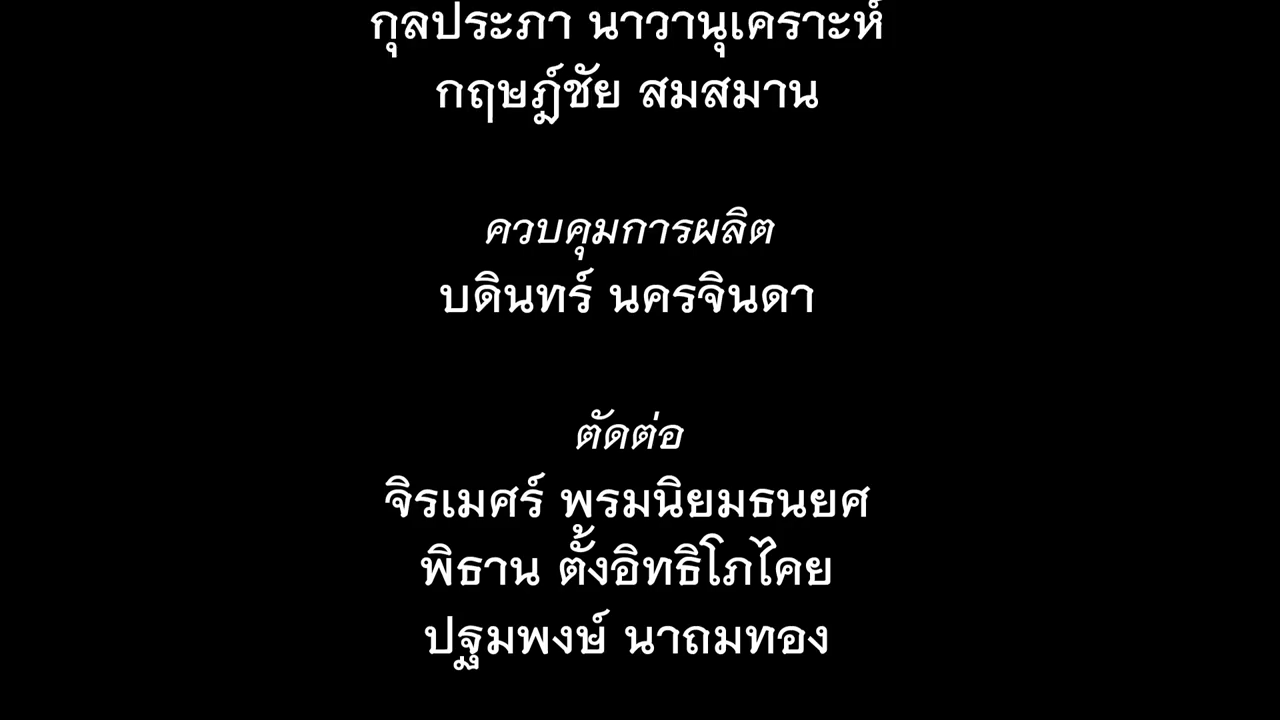 กุลประภา นาวานุเคราะห์
กฤษฎ์ชัย สมสมาน
ควบคุมการผลิต
บดินทร์ นครจินดา
ตัดต่อ
จิรเมศร์ พรมนิยมธนยศ
พิธาน ตั้งอิทธิโภไคย
ปฐมพงษ์ นาถมทอง